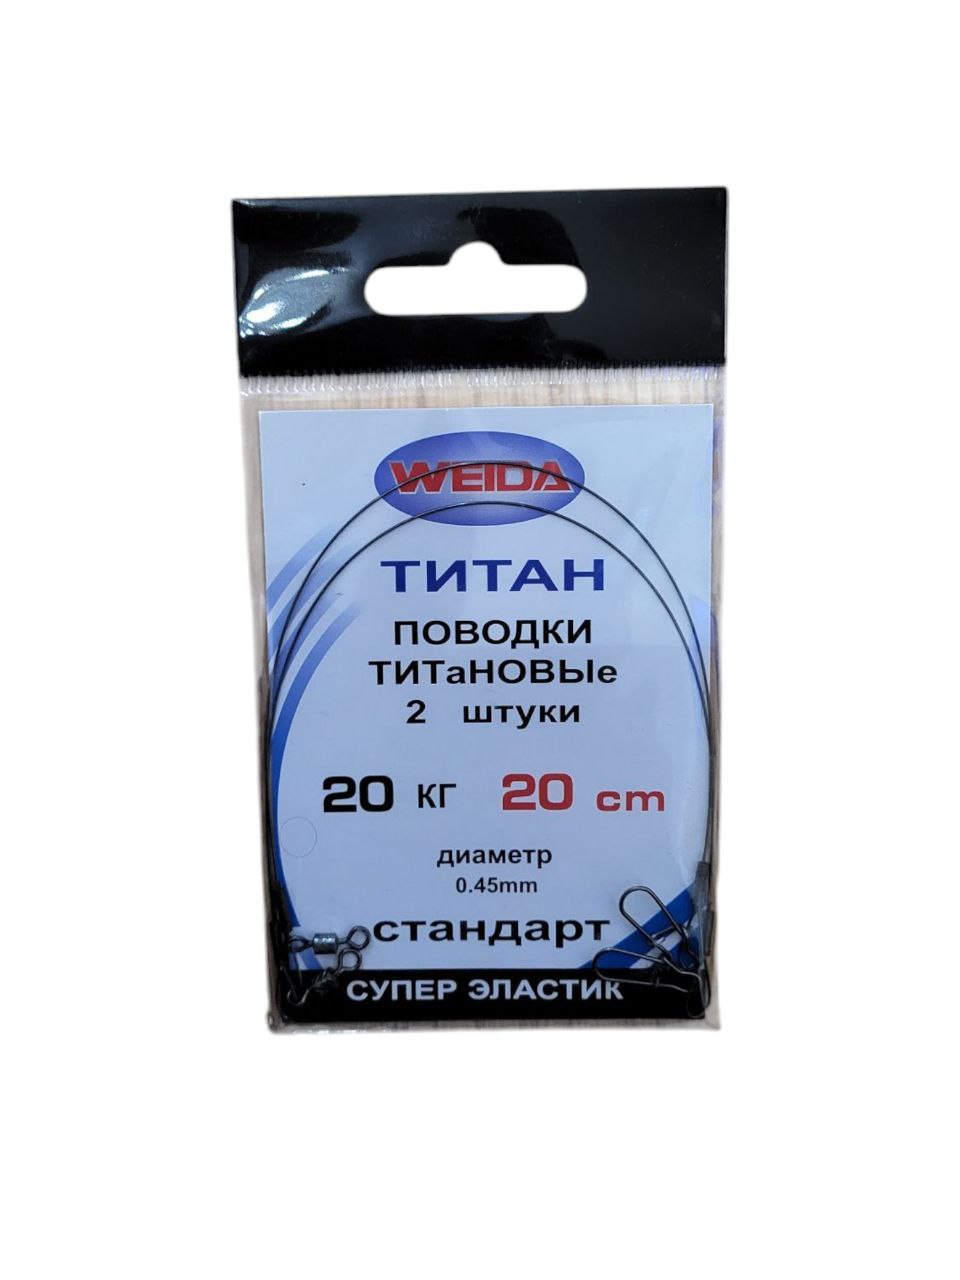 WEIDA
ТИТАН
ПОВОДКИ
ТИТаНОВЫе
2 штуки
20 кг 20 cm
диаметр
0.45mm
стандарт
СУПЕР ЭЛАСТИК